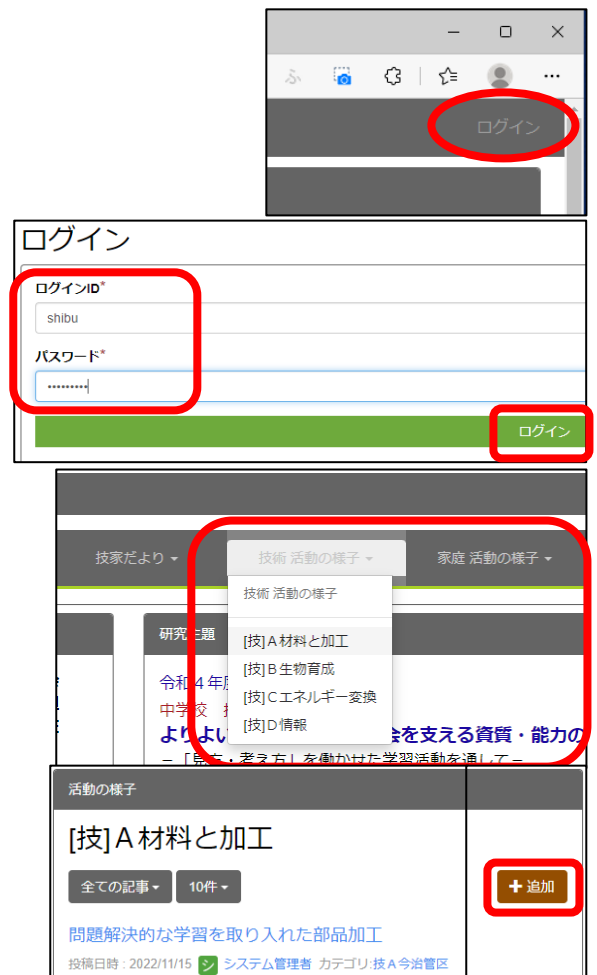 ふ
ログイン
ログイン
ログインID*
shibu
パスワード*
ログイン
技家だより
技術 活動の様子
家庭 活動の様子
技術 活動の様子
[技]A材料と加工
[技]B生物育成
[技]Cエネルギー変換
[技]D情報
研究主題
令和4年度
中学校 技
よりよい 会を支える資質・能力の
－「見方・考え方」を働かせた学習活動を通して－
活動の様子
[技]A材料と加工
全ての記事
10件
+追加
問題解決的な学習を取り入れた部品加工
投稿日時 : 2022/11/15 シ システム管理者 カテゴリ:技A今治管区